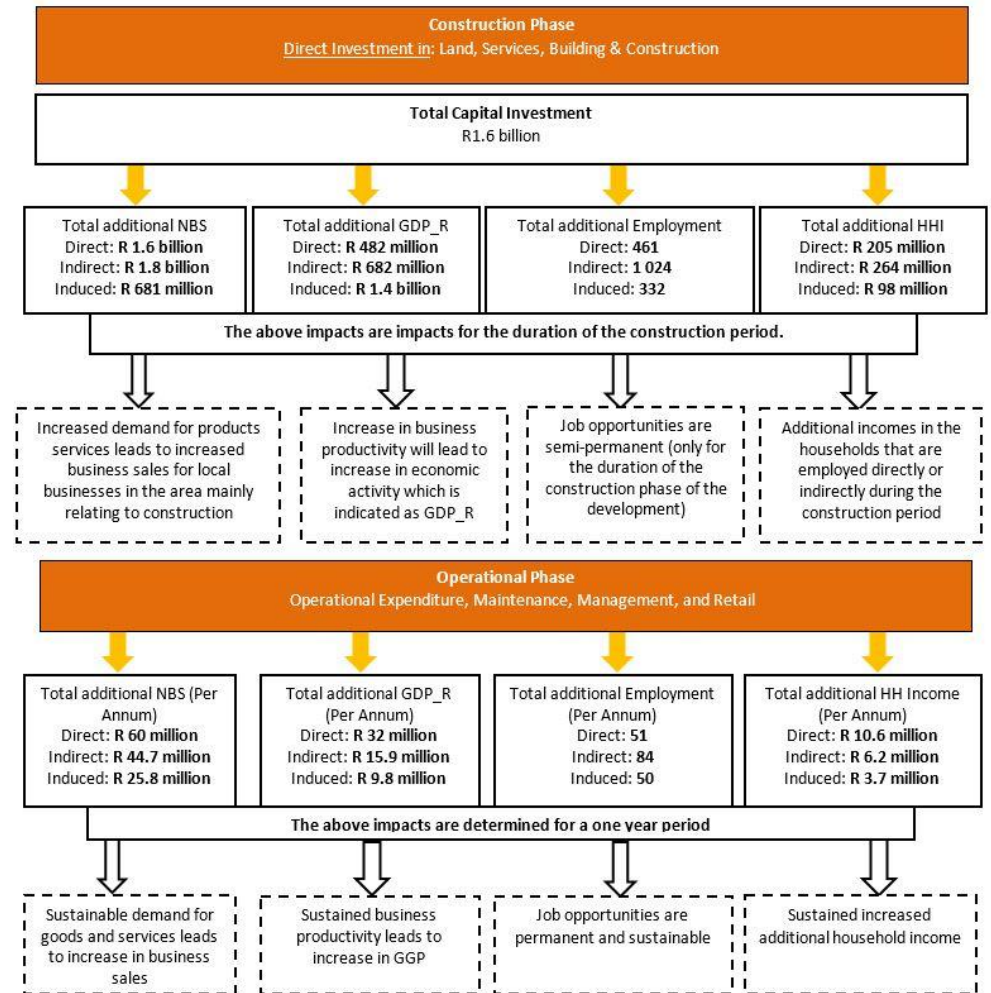 Construction Phase
Direct Investment in: Land, Services, Building & Construction
Total Capital Investment
R1.6 billion
Total additional NBS
Direct: R 1.6 billion
Indirect: R 1.8 billion
Induced: R 681 million
Total additional GDP_R
Direct: R 482 million
Indirect: R 682 million
Induced: R 1.4 billion
Total additional Employment
Direct: 461
Indirect: 1 024
Induced: 332
Total additional HHI
Direct: R 205 million
Indirect: R 264 million
Induced: R 98 million
The above impacts are impacts for the duration of the construction period.
Increased demand for products
services leads to increased
business sales for local
businesses in the area mainly
relating to construction
Increase in business
productivity will lead to
increase in economic
activity which is
indicated as GDP_R
Job opportunities are
semi-permanent (only for
the duration of the
construction phase of the
development)
Additional incomes in the
households that are
employed directly or
indirectly during the
construction period
Operational Phase
Operational Expenditure, Maintenance, Management, and Retail
Total additional NBS (Per
Annum)
Direct: R 60 million
Indirect: R 44.7 million
Induced: R 25.8 million
Total additional GDP_R
(Per Annum)
Direct: R 32 million
Indirect: R 15.9 million
Induced: R 9.8 million
Total additional Employment
(Per Annum)
Direct: 51
Indirect: 84
Induced: 50
Total additional HH Income
(Per Annum)
Direct: R 10.6 million
Indirect: R 6.2 million
Induced: R 3.7 million
The above impacts are determined for a one year period
Sustainable demand for
goods and services leads
to increase in business
sales
Sustained business
productivity leads to
increase in GGP
Job opportunities are
permanent and sustainable
Sustained increased
additional household income